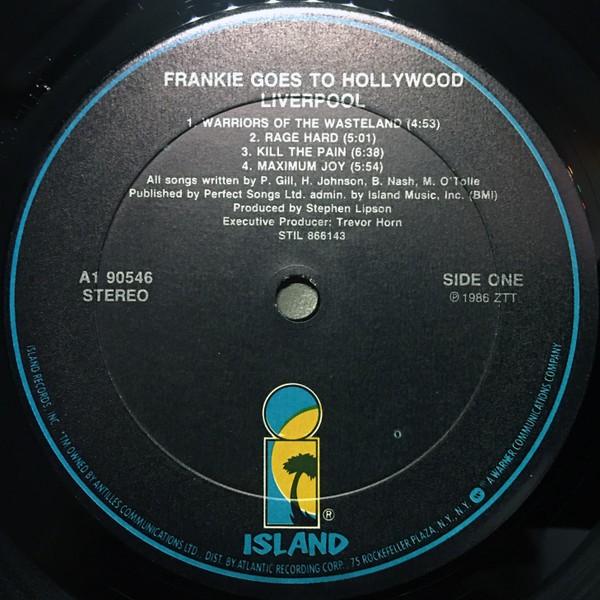 FRANKIE GOES TO HOLLYWOOD
LIVERPOOL
1. WARRIORS OF THE WASTELAND (4:53)
2. RAGE HARD (5:01)
3. KILL THE PAIN (6:38)
4. MAXIMUM JOY (5:54)
All songs written by P. Gill, H. Johnson, B. Nash, M. O'Tolle
Published by Perfect Songs Ltd. admin. by Island Music, Inc. (BMI)
Produced by Stephen Lipson
Executive Producer: Trevor Horn
STIL 866143
A1 90546
STEREO
SIDE ONE
℗ 1986 ZTT
ISLAND ®
ISLAND RECORDS, INC. ™ OWNED BY ANTILLES COMMUNICATIONS LTD., DIST. BY ATLANTIC RECORDING CORP., 75 ROCKEFELLER PLAZA, N.Y., N.Y. A WARNER COMMUNICATIONS COMPANY